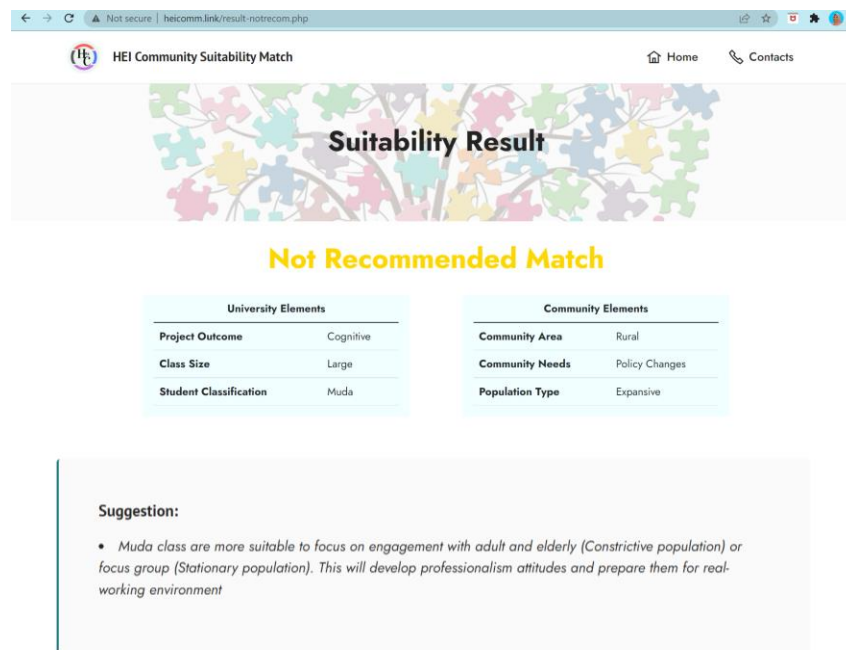 Not secure | heicomm.link/result-notrecom.php
HEI Community Suitability Match
Home
Contacts
Suitability Result
Not Recommended Match
University Elements
Project Outcome Cognitive
Class Size Large
Student Classification Muda
Community Elements
Community Area Rural
Community Needs Policy Changes
Population Type Expansive
Suggestion:
• Muda class are more suitable to focus on engagement with adult and elderly (Constrictive population) or
focus group (Stationary population). This will develop professionalism attitudes and prepare them for real-
working environment